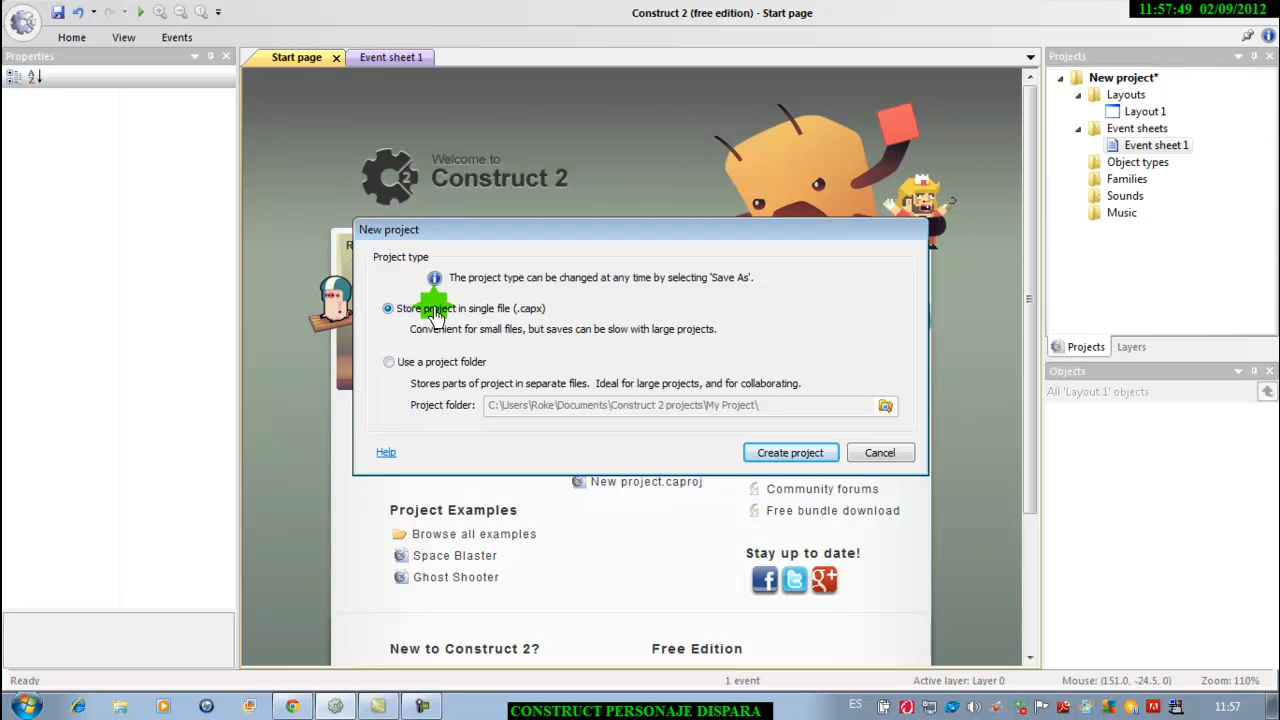 Construct 2 (free edition) - Start page
11:57:49 02/09/2012
Home View Events
Properties
Start page
Event sheet 1
Projects
New project*
Layouts
Layout 1
Event sheets
Event sheet 1
Object types
Families
Sounds
Music
Projects
Layers
Objects
All 'Layout 1' objects
Welcome to
Construct 2
New project
Project type
The project type can be changed at any time by selecting 'Save As'.
Store project in single file (.capx)
Convenient for small files, but saves can be slow with large projects.
Use a project folder
Stores parts of project in separate files. Ideal for large projects, and for collaborating.
Project folder: C:\Users\Roke\Documents\Construct 2 projects\My Project\
Help
Create project
Cancel
New project.caproj
Community forums
Free bundle download
Project Examples
Browse all examples
Space Blaster
Ghost Shooter
Stay up to date!
New to Construct 2?
Free Edition
Ready
1 event
Active layer: Layer 0
Mouse: (151.0, -24.5, 0)
Zoom: 110%
CONSTRUCT PERSONAJE DISPARA
ES
11:57